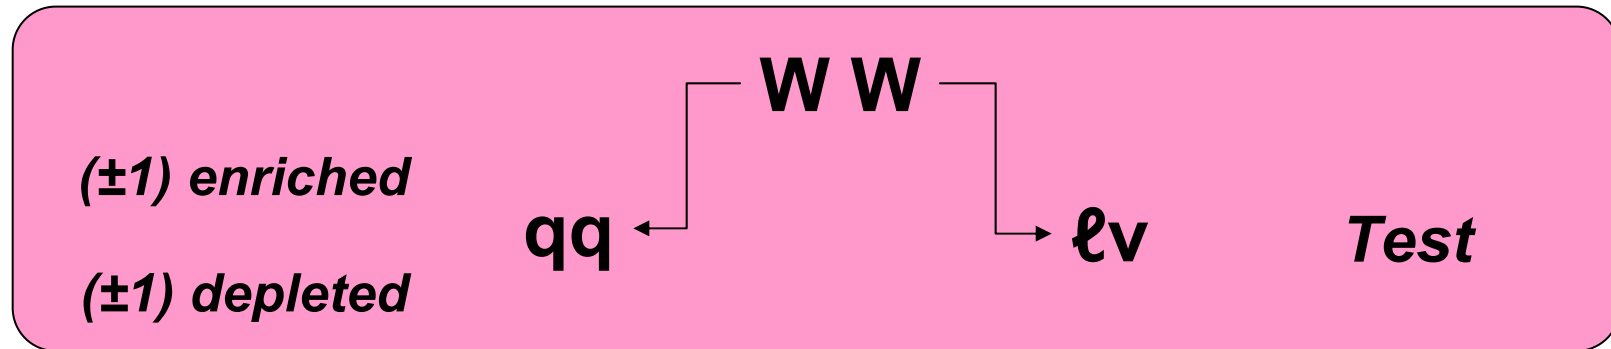 W W
(±1) enriched
qq
ℓν
Test
(±1) depleted